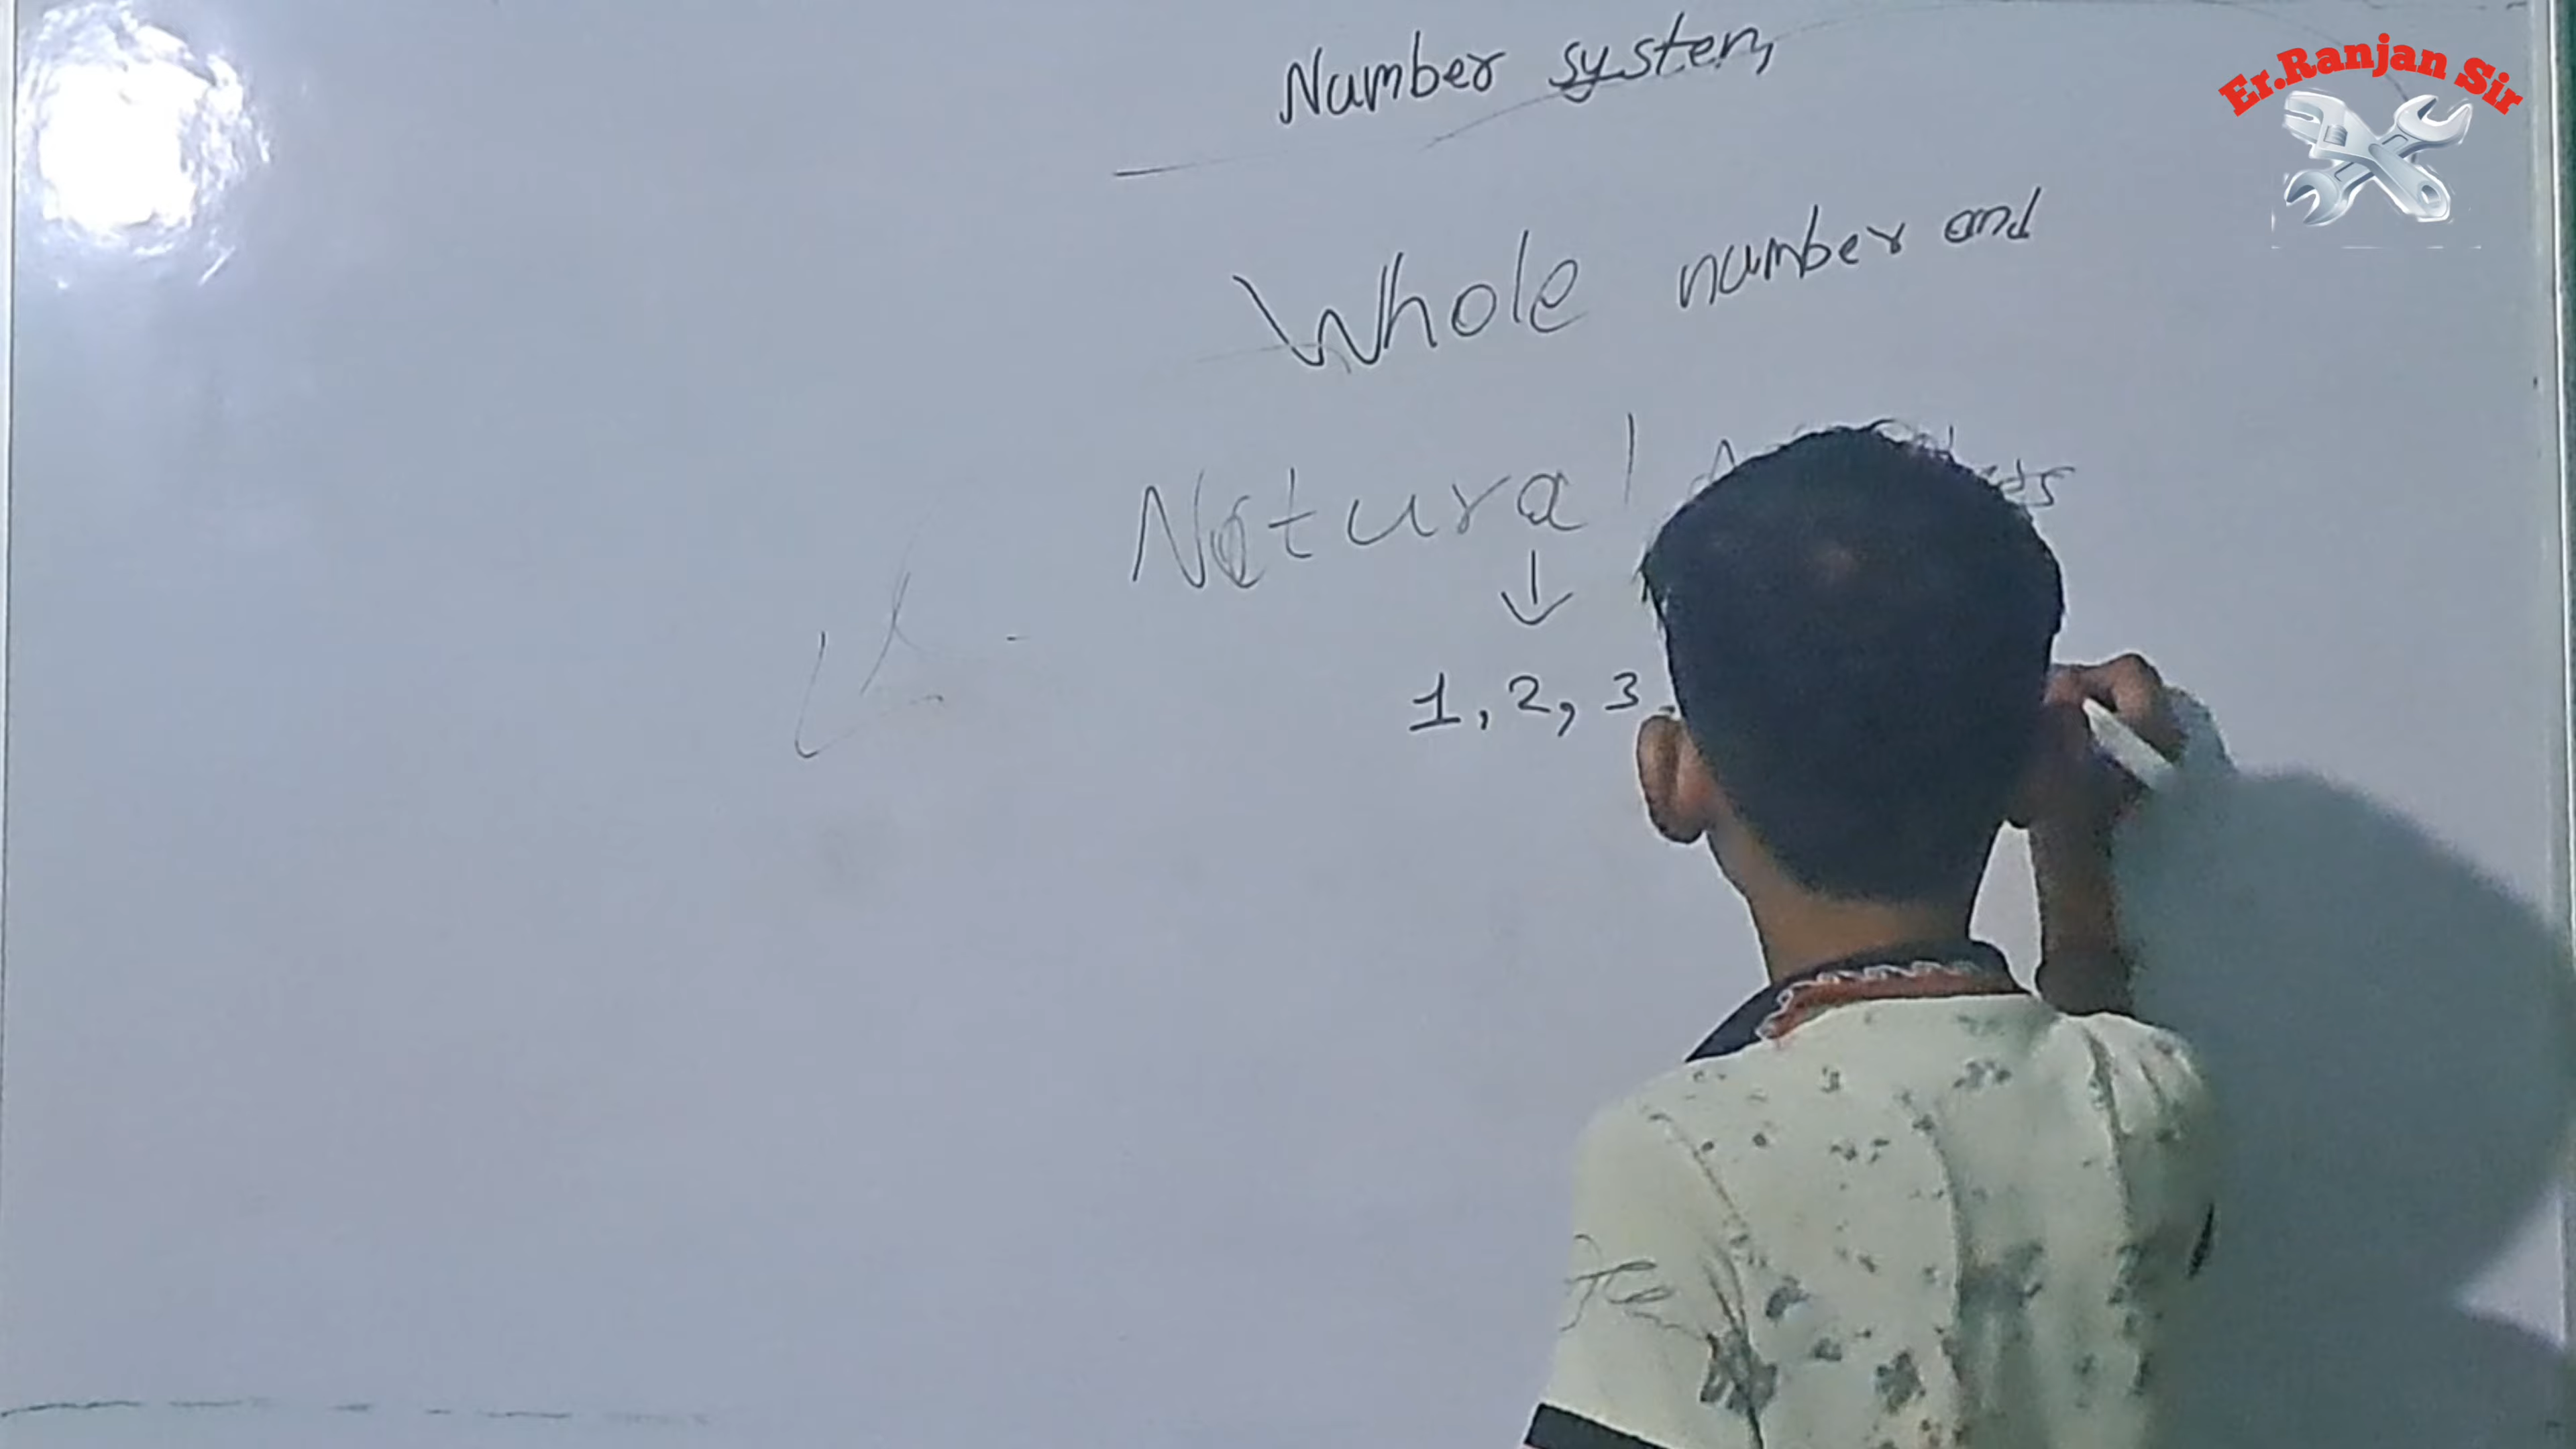 Number system
Er.Ranjan Sir
Whole number and
Natural
1, 2, 3